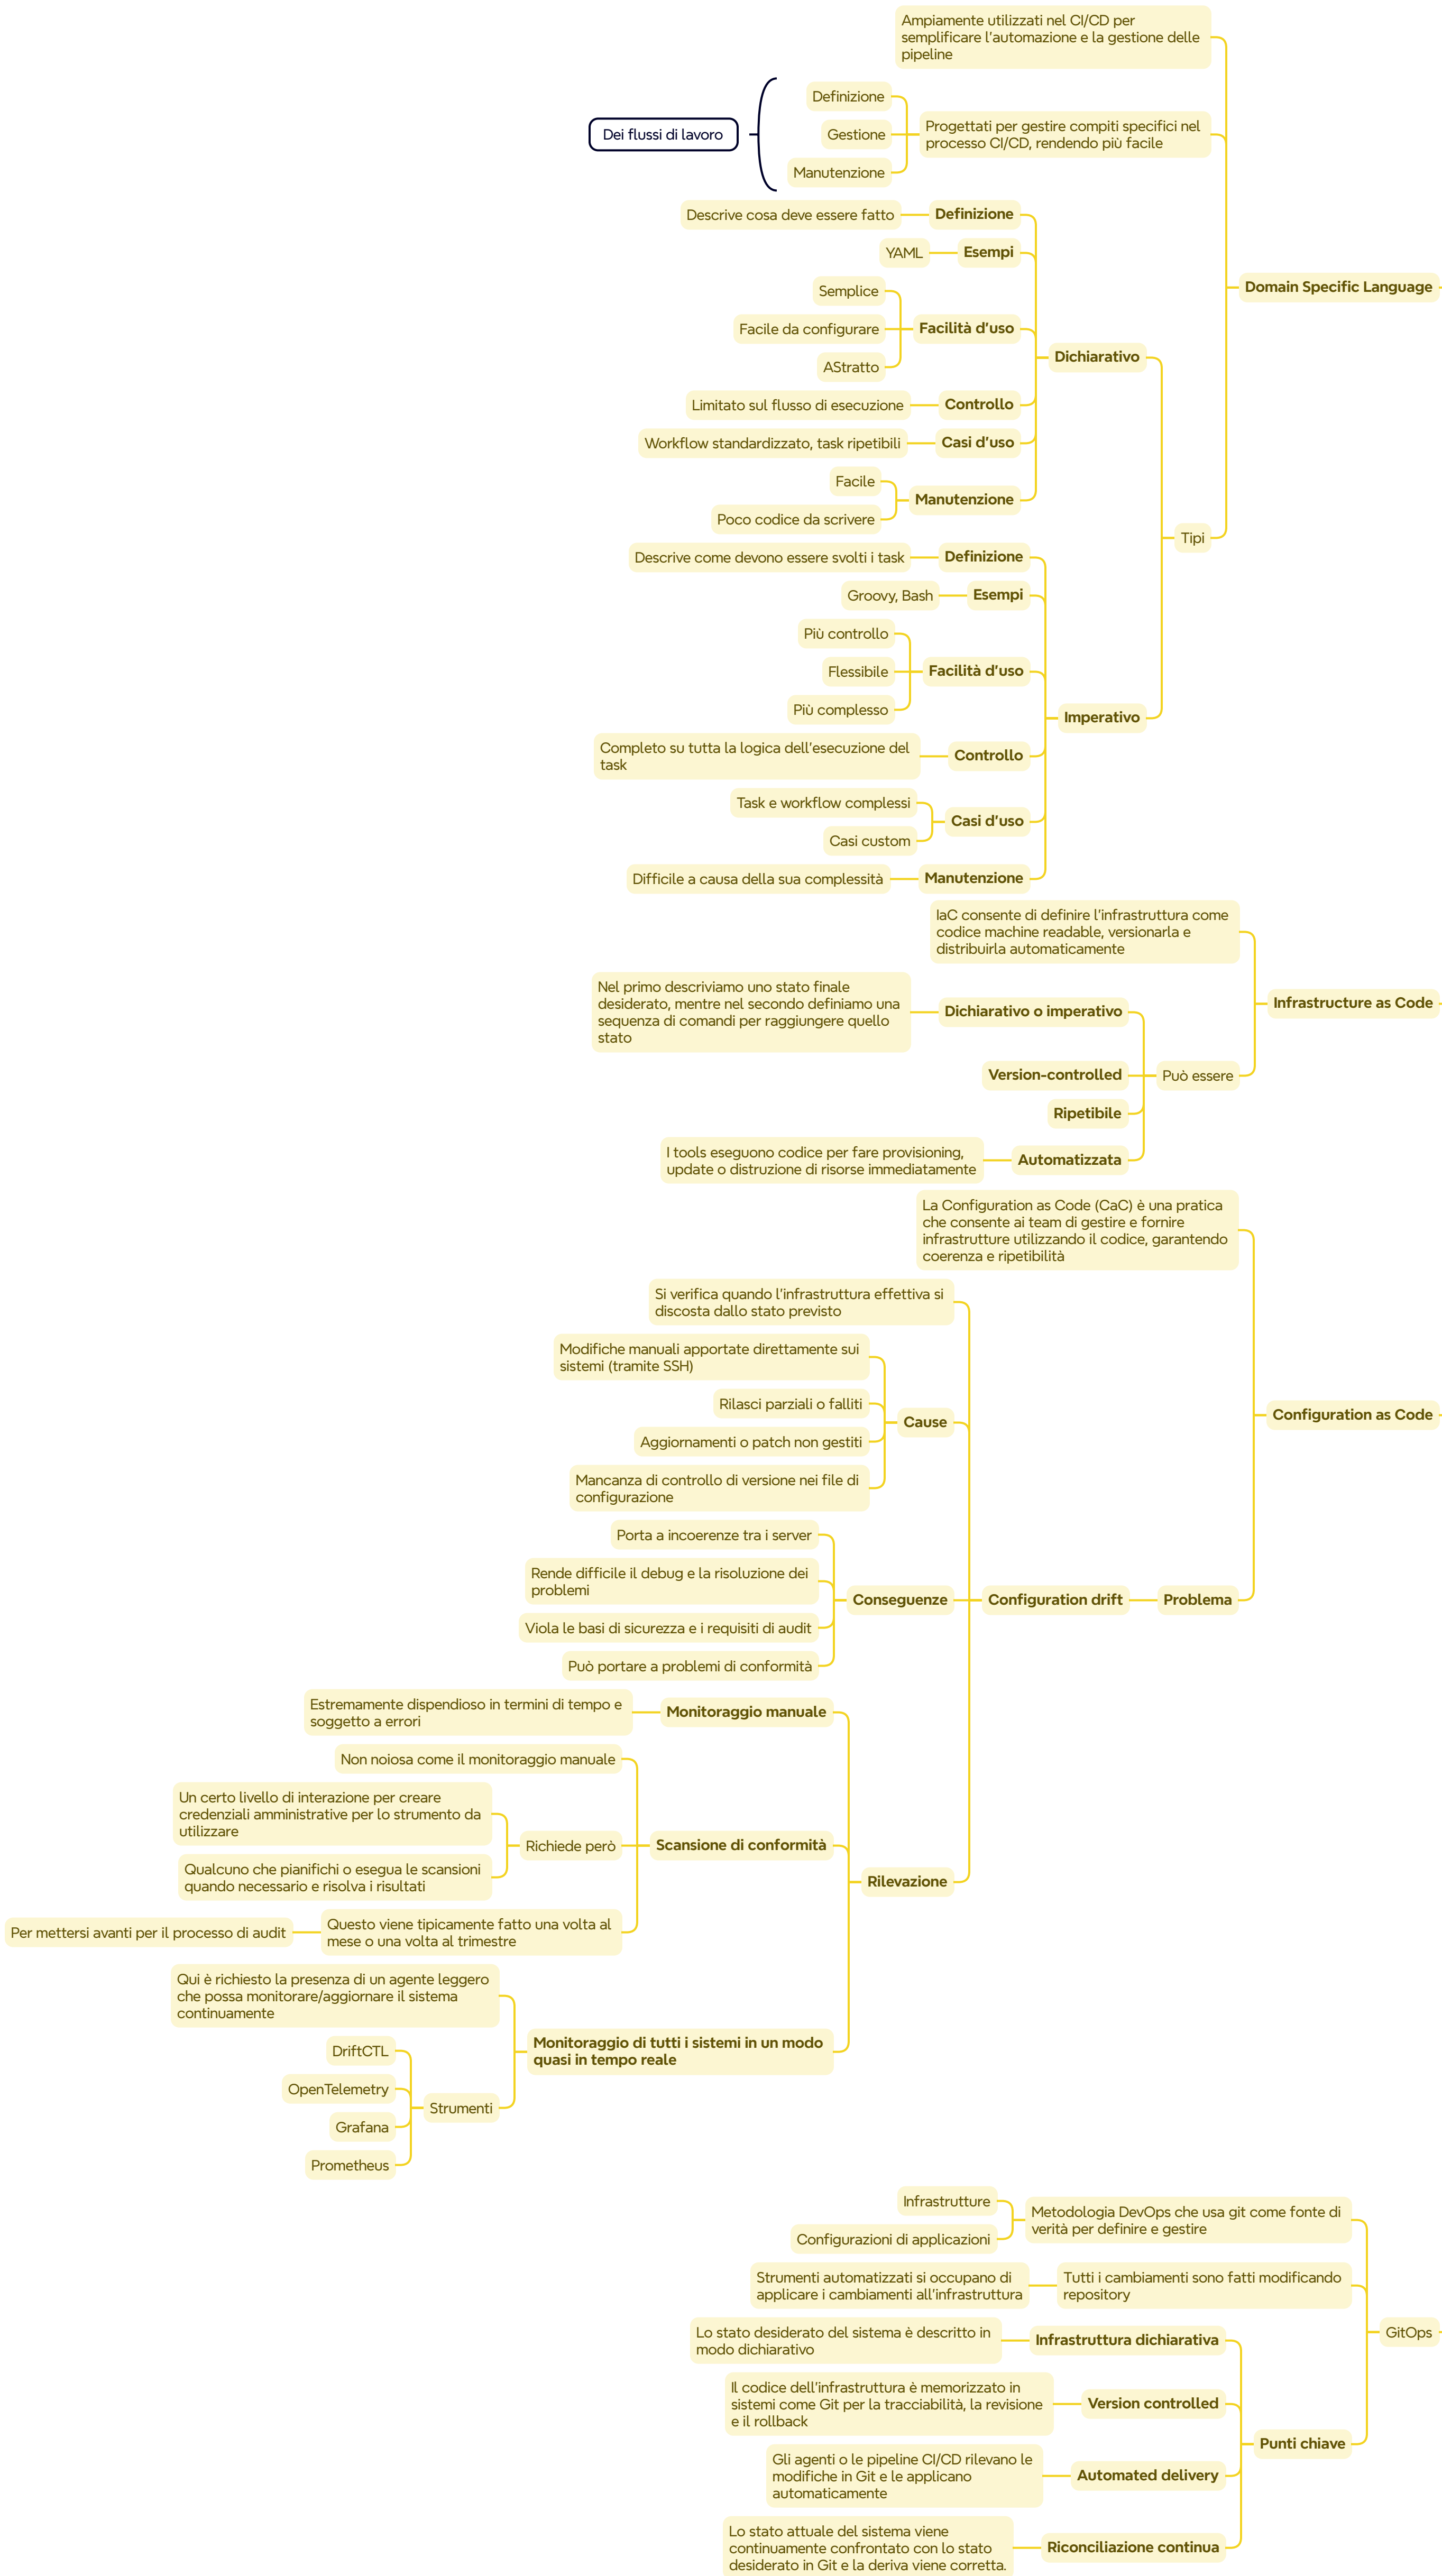 Ampiamente utilizzati nel CI/CD per
semplificare l'automazione e la gestione delle
pipeline
Definizione
Dei flussi di lavoro
Gestione
Progettati per gestire compiti specifici nel
processo CI/CD, rendendo più facile
Manutenzione
Descrive cosa deve essere fatto
Definizione
YAML
Esempi
Domain Specific Language
Semplice
Facile da configurare
Facilità d'uso
AStratto
Dichiarativo
Limitato sul flusso di esecuzione
Controllo
Workflow standardizzato, task ripetibili
Casi d'uso
Facile
Manutenzione
Poco codice da scrivere
Tipi
Descrive come devono essere svolti i task
Definizione
Groovy, Bash
Esempi
Più controllo
Flessibile
Facilità d'uso
Più complesso
Imperativo
Completo su tutta la logica dell'esecuzione del
task
Controllo
Task e workflow complessi
Casi d'uso
Casi custom
Difficile a causa della sua complessità
Manutenzione
IaC consente di definire l'infrastruttura come
codice machine readable, versionarla e
distribuirla automaticamente
Infrastructure as Code
Nel primo descriviamo uno stato finale
desiderato, mentre nel secondo definiamo una
sequenza di comandi per raggiungere quello
stato
Dichiarativo o imperativo
Version-controlled
Può essere
Ripetibile
I tools eseguono codice per fare provisioning,
update o distruzione di risorse immediatamente
Automatizzata
La Configuration as Code (CaC) è una pratica
che consente ai team di gestire e fornire
infrastrutture utilizzando il codice, garantendo
coerenza e ripetibilità
Si verifica quando l'infrastruttura effettiva si
discosta dallo stato previsto
Modifiche manuali apportate direttamente sui
sistemi (tramite SSH)
Rilasci parziali o falliti
Cause
Configuration as Code
Aggiornamenti o patch non gestiti
Mancanza di controllo di versione nei file di
configurazione
Porta a incoerenze tra i server
Rende difficile il debug e la risoluzione dei
problemi
Conseguenze
Configuration drift
Problema
Viola le basi di sicurezza e i requisiti di audit
Può portare a problemi di conformità
Estremamente dispendioso in termini di tempo e
soggetto a errori
Monitoraggio manuale
Non noiosa come il monitoraggio manuale
Un certo livello di interazione per creare
credenziali amministrative per lo strumento da
utilizzare
Richiede però
Scansione di conformità
Qualcuno che pianifichi o esegua le scansioni
quando necessario e risolva i risultati
Rilevazione
Per mettersi avanti per il processo di audit
Questo viene tipicamente fatto una volta al
mese o una volta al trimestre
Qui è richiesto la presenza di un agente leggero
che possa monitorare/aggiornare il sistema
continuamente
Monitoraggio di tutti i sistemi in un modo
quasi in tempo reale
DriftCTL
OpenTelemetry
Strumenti
Grafana
Prometheus
Infrastrutture
Metodologia DevOps che usa git come fonte di
verità per definire e gestire
Configurazioni di applicazioni
Strumenti automatizzati si occupano di
applicare i cambiamenti all'infrastruttura
Tutti i cambiamenti sono fatti modificando
repository
GitOps
Lo stato desiderato del sistema è descritto in
modo dichiarativo
Infrastruttura dichiarativa
Il codice dell'infrastruttura è memorizzato in
sistemi come Git per la tracciabilità, la revisione
e il rollback
Version controlled
Punti chiave
Gli agenti o le pipeline CI/CD rilevano le
modifiche in Git e le applicano
automaticamente
Automated delivery
Lo stato attuale del sistema viene
continuamente confrontato con lo stato
desiderato in Git e la deriva viene corretta.
Riconciliazione continua